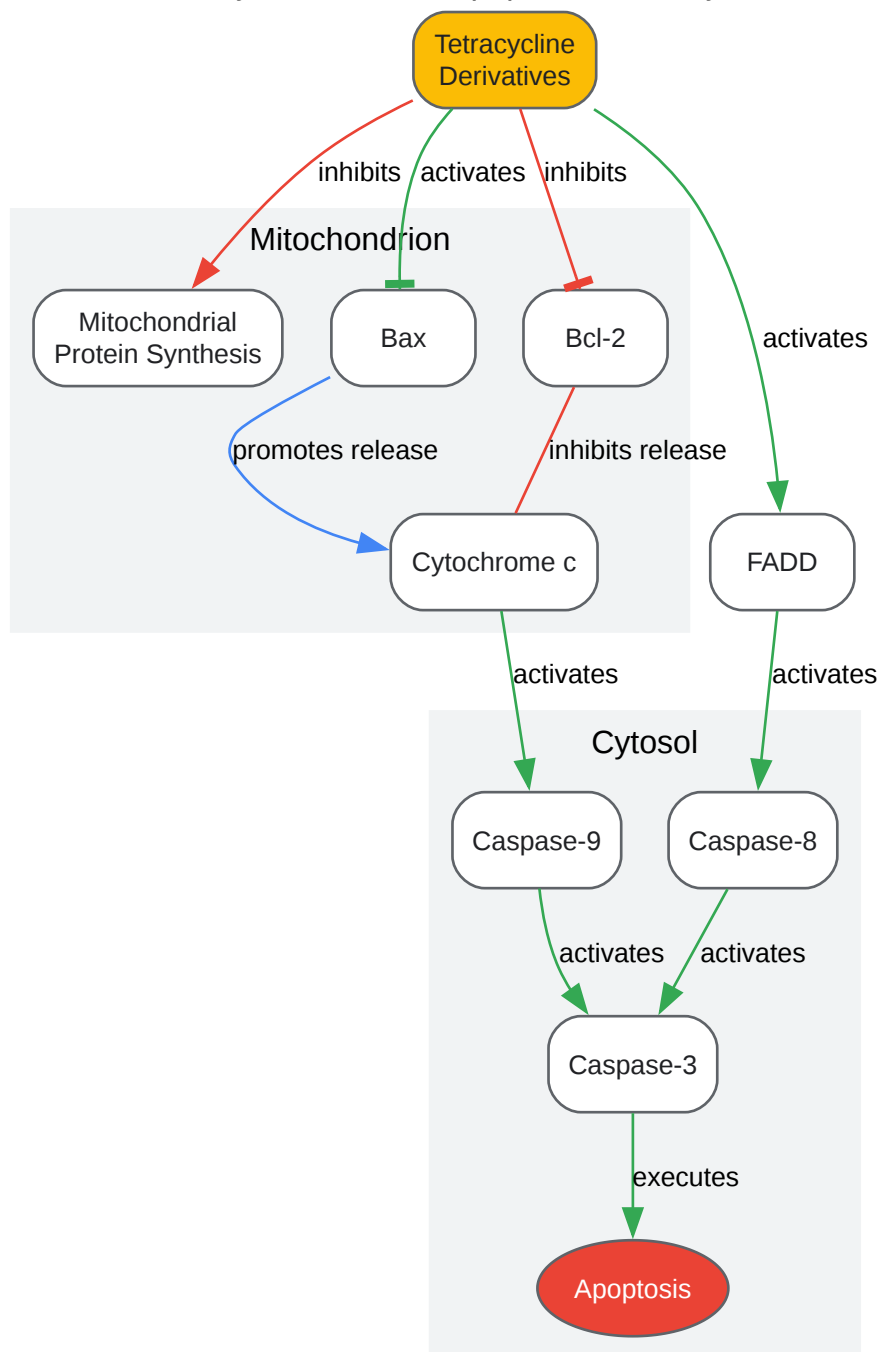 Tetracycline
Derivatives
inhibits
activates
inhibits
Mitochondrion
Mitochondrial
Protein Synthesis
Bax
Bcl-2
activates
promotes release
inhibits release
Cytochrome c
FADD
activates
activates
Cytosol
Caspase-9
Caspase-8
activates
activates
Caspase-3
executes
Apoptosis